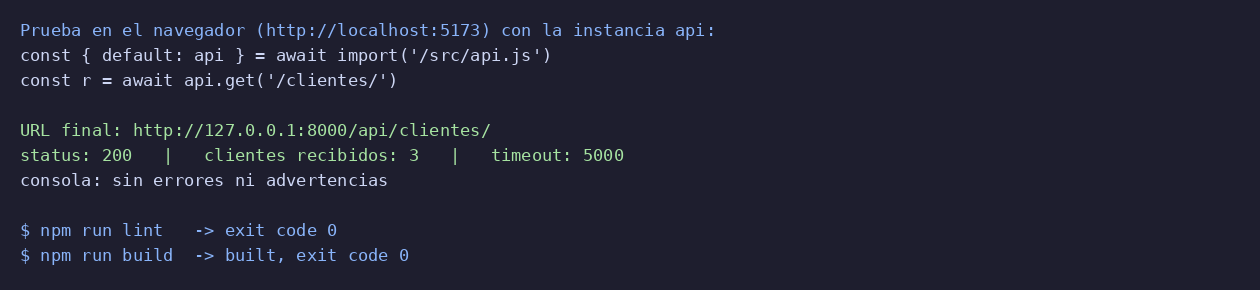 Prueba en el navegador (http://localhost:5173) con la instancia api:
const { default: api } = await import('/src/api.js')
const r = await api.get('/clientes/')
URL final: http://127.0.0.1:8000/api/clientes/
status: 200   |   clientes recibidos: 3   |   timeout: 5000
consola: sin errores ni advertencias
$ npm run lint   -> exit code 0
$ npm run build  -> built, exit code 0